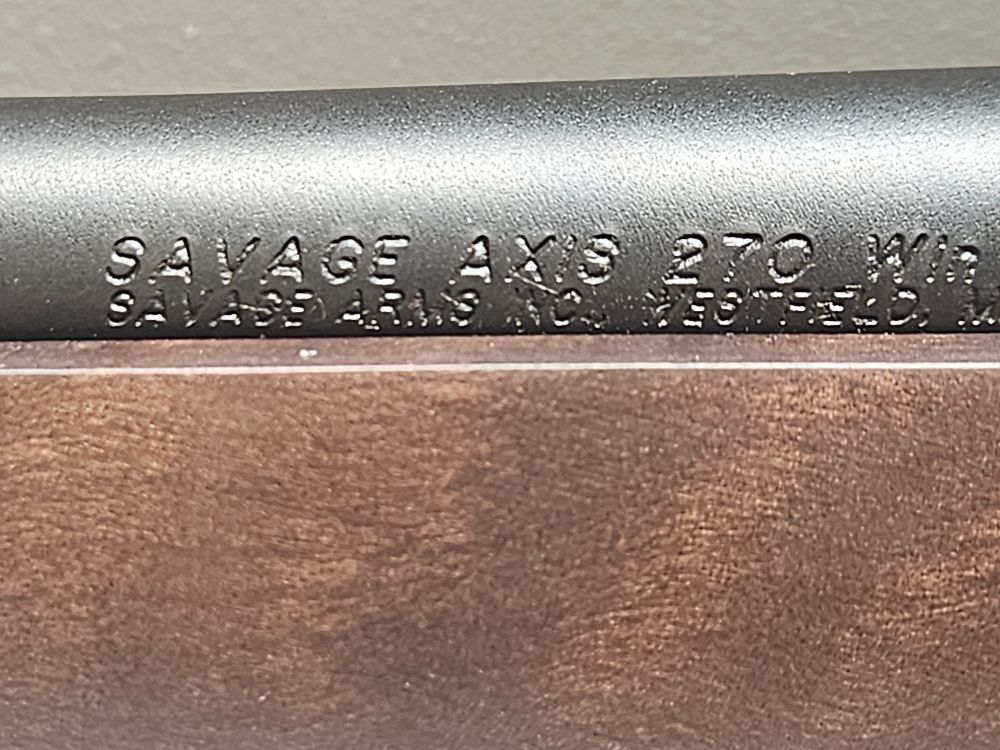 SAVAGE AXIS 270 Win
SAVAGE ARMS INC. WESTFIELD, M